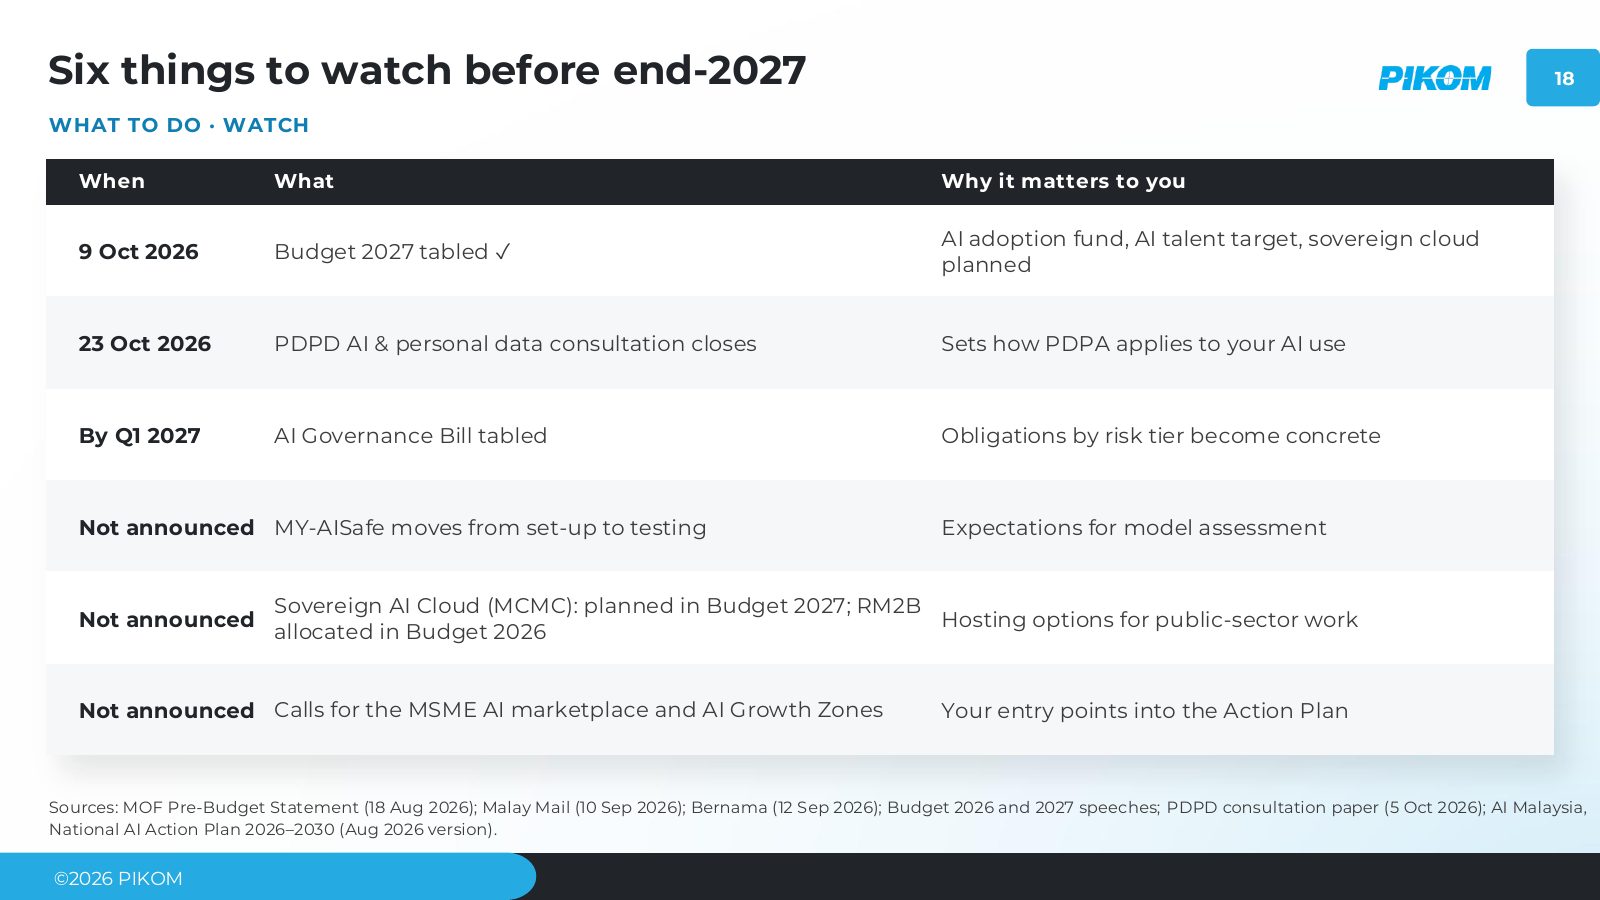 Six things to watch before end-2027
PIKOM
18
WHAT TO DO · WATCH
When What Why it matters to you
9 Oct 2026 Budget 2027 tabled ✓ AI adoption fund, AI talent target, sovereign cloud
planned
23 Oct 2026 PDPD AI & personal data consultation closes Sets how PDPA applies to your AI use
By Q1 2027 AI Governance Bill tabled Obligations by risk tier become concrete
Not announced MY-AISafe moves from set-up to testing Expectations for model assessment
Not announced Sovereign AI Cloud (MCMC): planned in Budget 2027; RM2B
allocated in Budget 2026 Hosting options for public-sector work
Not announced Calls for the MSME AI marketplace and AI Growth Zones Your entry points into the Action Plan
Sources: MOF Pre-Budget Statement (18 Aug 2026); Malay Mail (10 Sep 2026); Bernama (12 Sep 2026); Budget 2026 and 2027 speeches; PDPD consultation paper (5 Oct 2026); AI Malaysia,
National AI Action Plan 2026–2030 (Aug 2026 version).
©2026 PIKOM